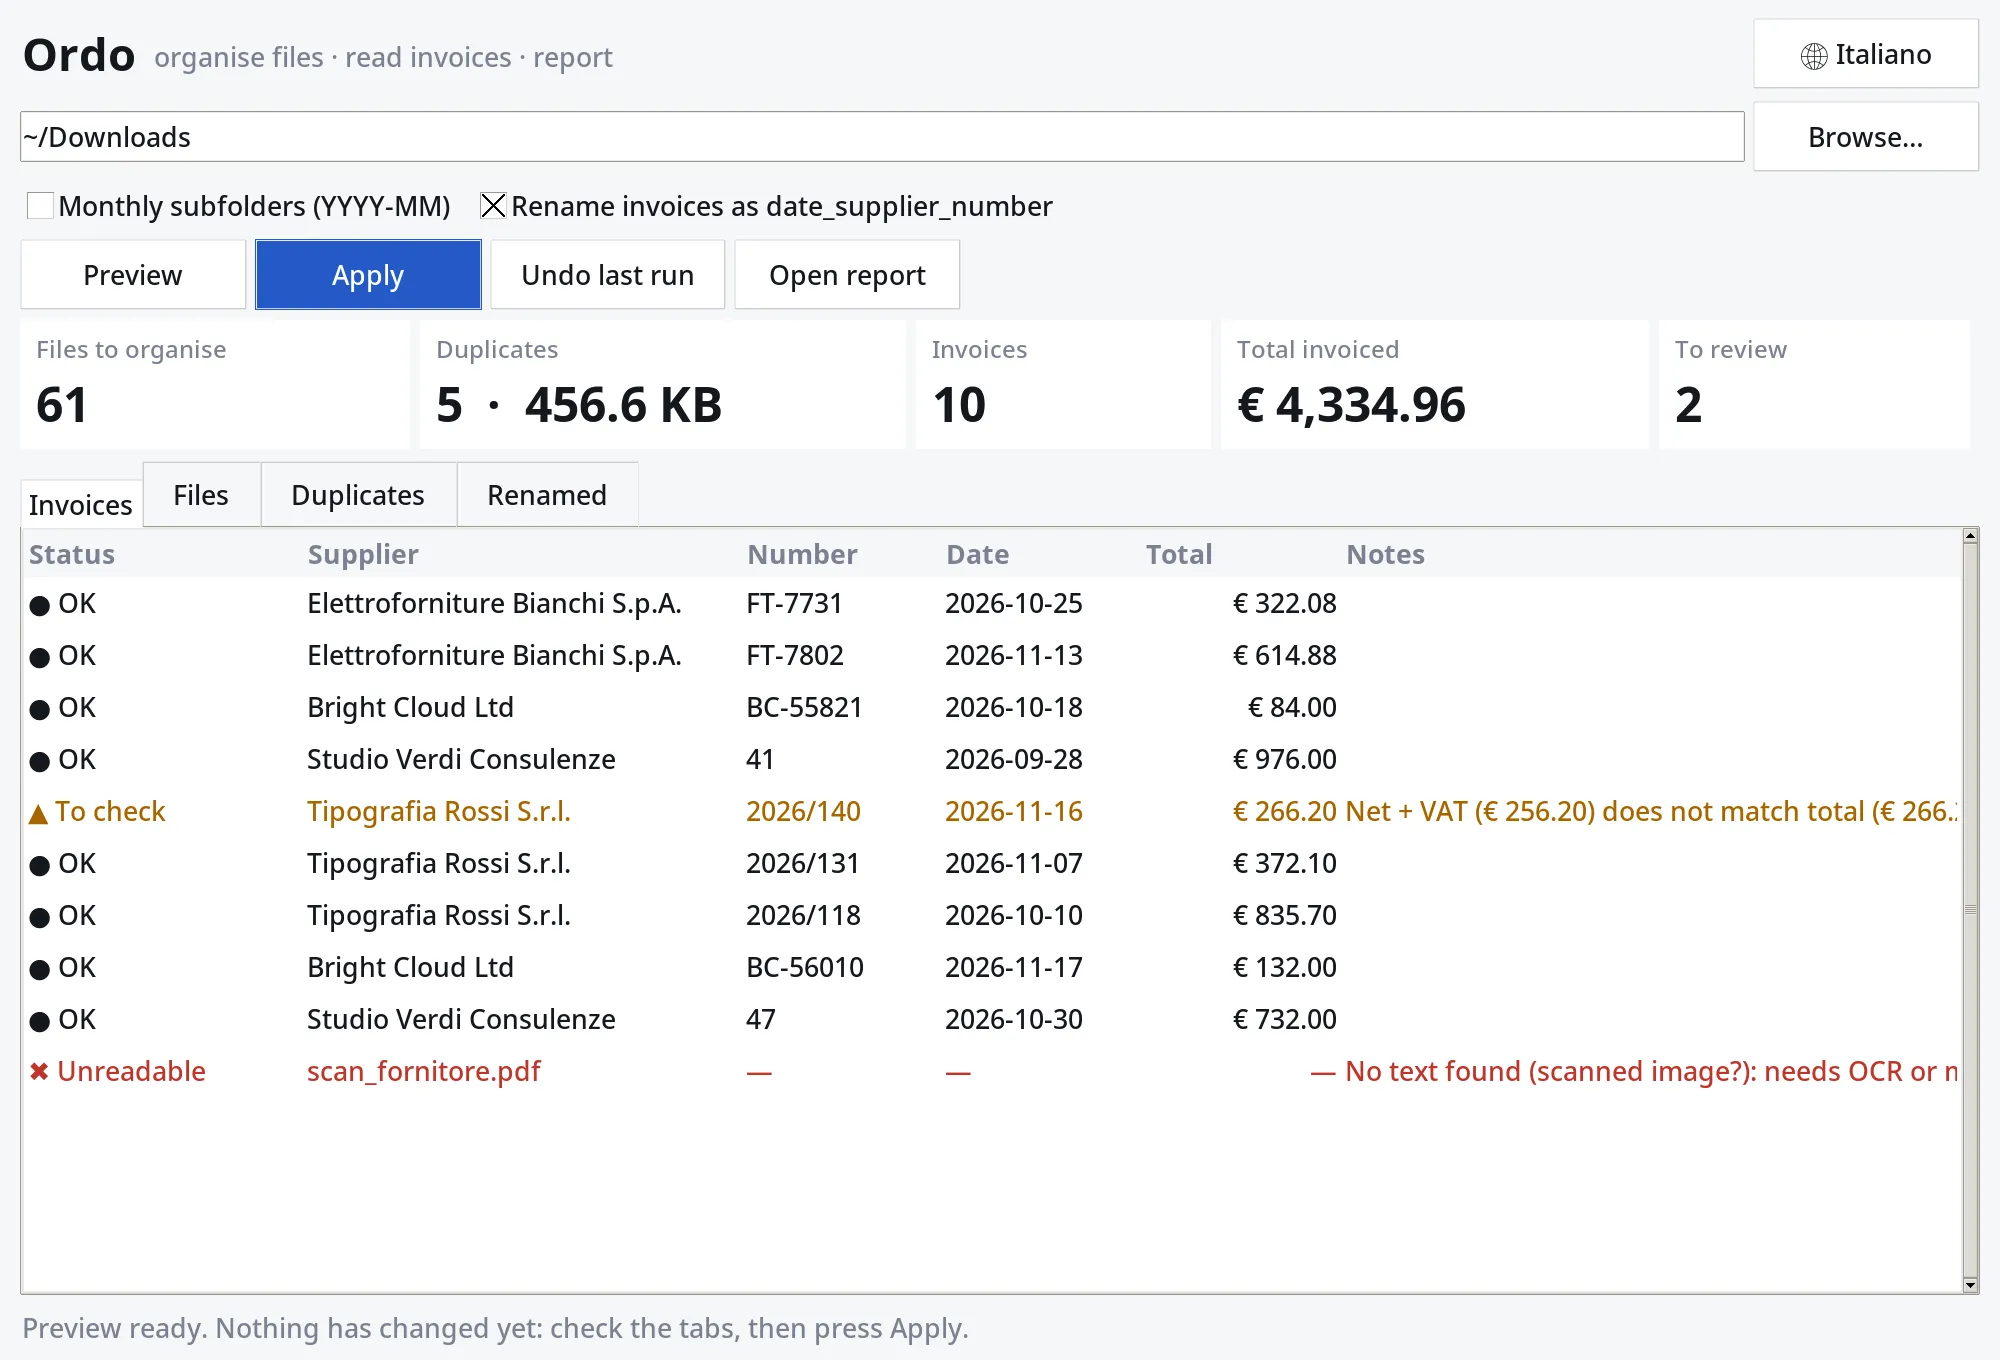 Ordo organise files · read invoices · report
Italiano
~/Downloads
Browse...
Monthly subfolders (YYYY-MM) Rename invoices as date_supplier_number
Preview Apply Undo last run Open report
Files to organise Duplicates Invoices Total invoiced To review
61 5 · 456.6 KB 10 € 4,334.96 2
Invoices Files Duplicates Renamed
Status Supplier Number Date Total Notes
● OK Elettroforniture Bianchi S.p.A. FT-7731 2026-10-25 € 322.08
● OK Elettroforniture Bianchi S.p.A. FT-7802 2026-11-13 € 614.88
● OK Bright Cloud Ltd BC-55821 2026-10-18 € 84.00
● OK Studio Verdi Consulenze 41 2026-09-28 € 976.00
▲ To check Tipografia Rossi S.r.l. 2026/140 2026-11-16 € 266.20 Net + VAT (€ 256.20) does not match total (€ 266.
● OK Tipografia Rossi S.r.l. 2026/131 2026-11-07 € 372.10
● OK Tipografia Rossi S.r.l. 2026/118 2026-10-10 € 835.70
● OK Bright Cloud Ltd BC-56010 2026-11-17 € 132.00
● OK Studio Verdi Consulenze 47 2026-10-30 € 732.00
✖ Unreadable scan_fornitore.pdf — — — No text found (scanned image?): needs OCR or
Preview ready. Nothing has changed yet: check the tabs, then press Apply.